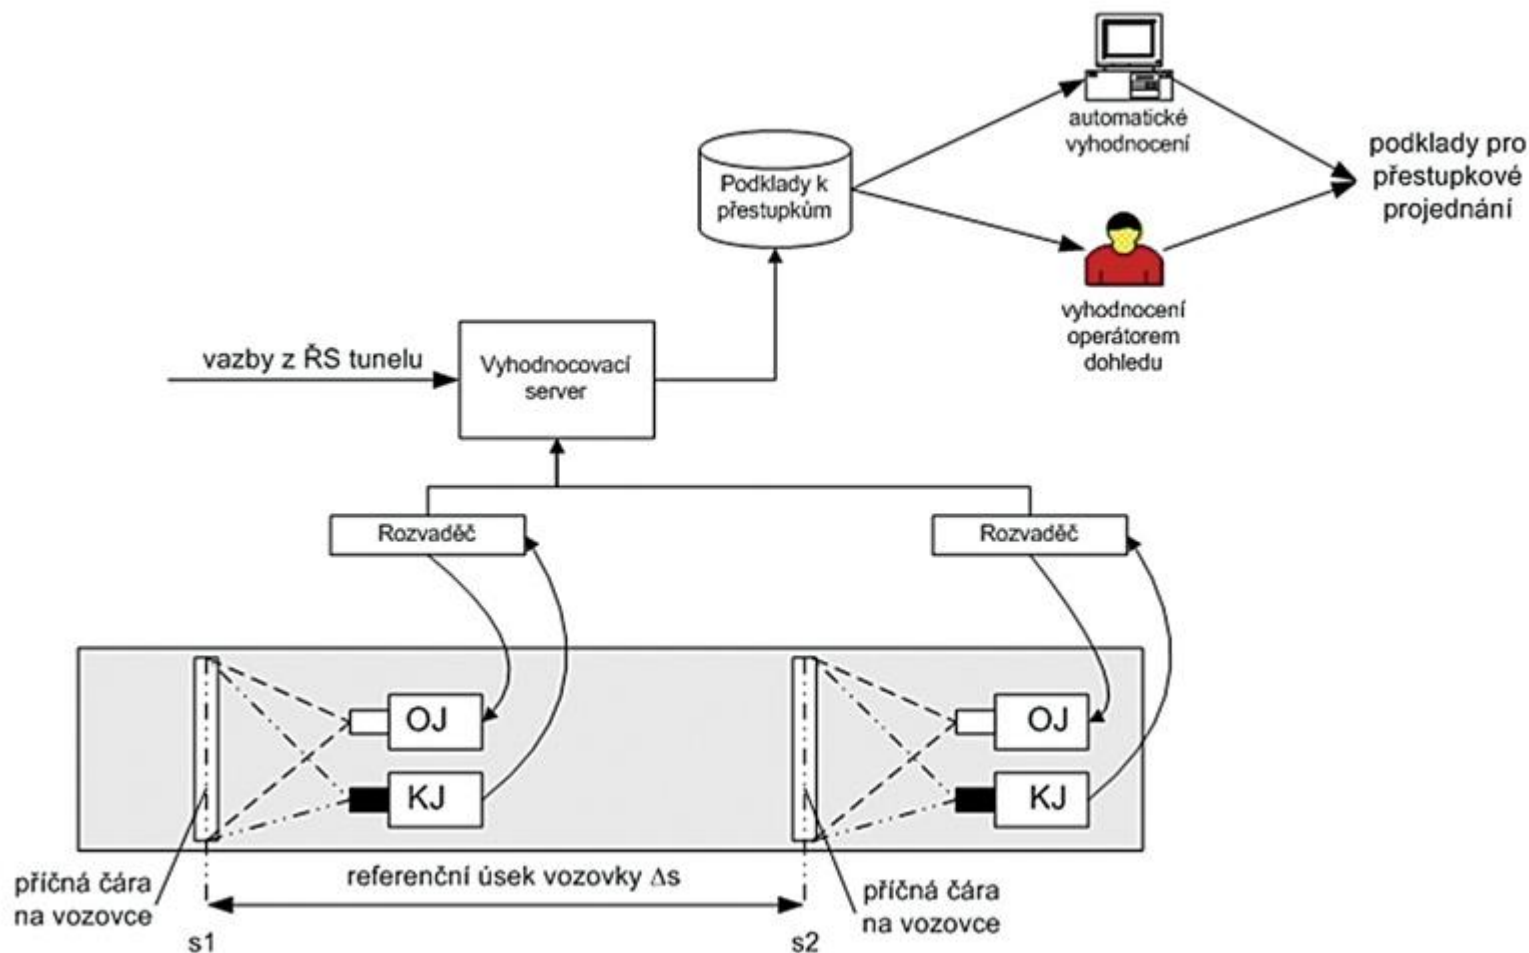 automatické
vyhodnocení
podklady pro
přestupkové
projednání
Podklady k
přestupkům
vyhodnocení
operátorem
dohledu
vazby z ŘS tunelu
Vyhodnocovací
server
Rozvaděč
Rozvaděč
OJ
KJ
OJ
KJ
příčná čára
na vozovce
referenční úsek vozovky Δs
příčná čára
na vozovce
s1
s2